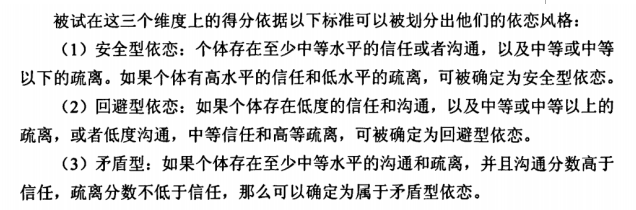 被试在这三个维度上的得分依据以下标准可以被划分出他们的依恋风格：
（1）安全型依恋：个体存在至少中等水平的信任或者沟通，以及中等或中等
以下的疏离。如果个体有高水平的信任和低水平的疏离，可被确定为安全型依恋。
（2）回避型依恋：如果个体存在低度的信任和沟通，以及中等或中等以上的
疏离，或者低度沟通，中等信任和高等疏离，可被确定为回避型依恋。
（3）矛盾型：如果个体存在至少中等水平的沟通和疏离，并且沟通分数高于
信任，疏离分数不低于信任，那么可以确定为属于矛盾型依恋。